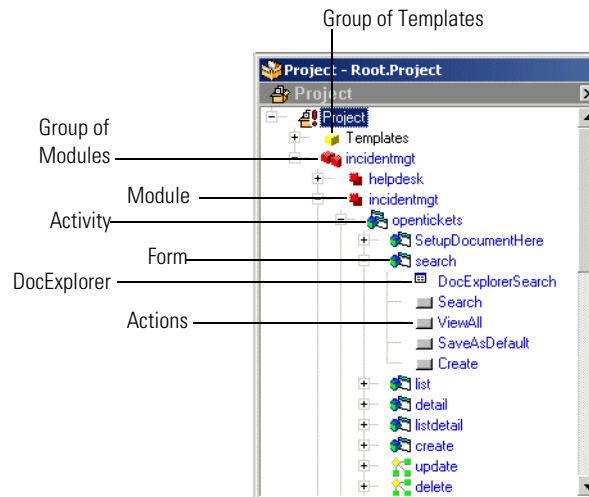 Group of Templates
Project - Root.Project
Project
Project
Templates
Group of
Modules
incidentmgt
helpdesk
Module
incidentmgt
Activity
opentickets
SetupDocumentHere
Form
search
DocExplorer
DocExplorerSearch
Search
Actions
ViewAll
SaveAsDefault
Create
list
detail
listdetail
create
update
delete